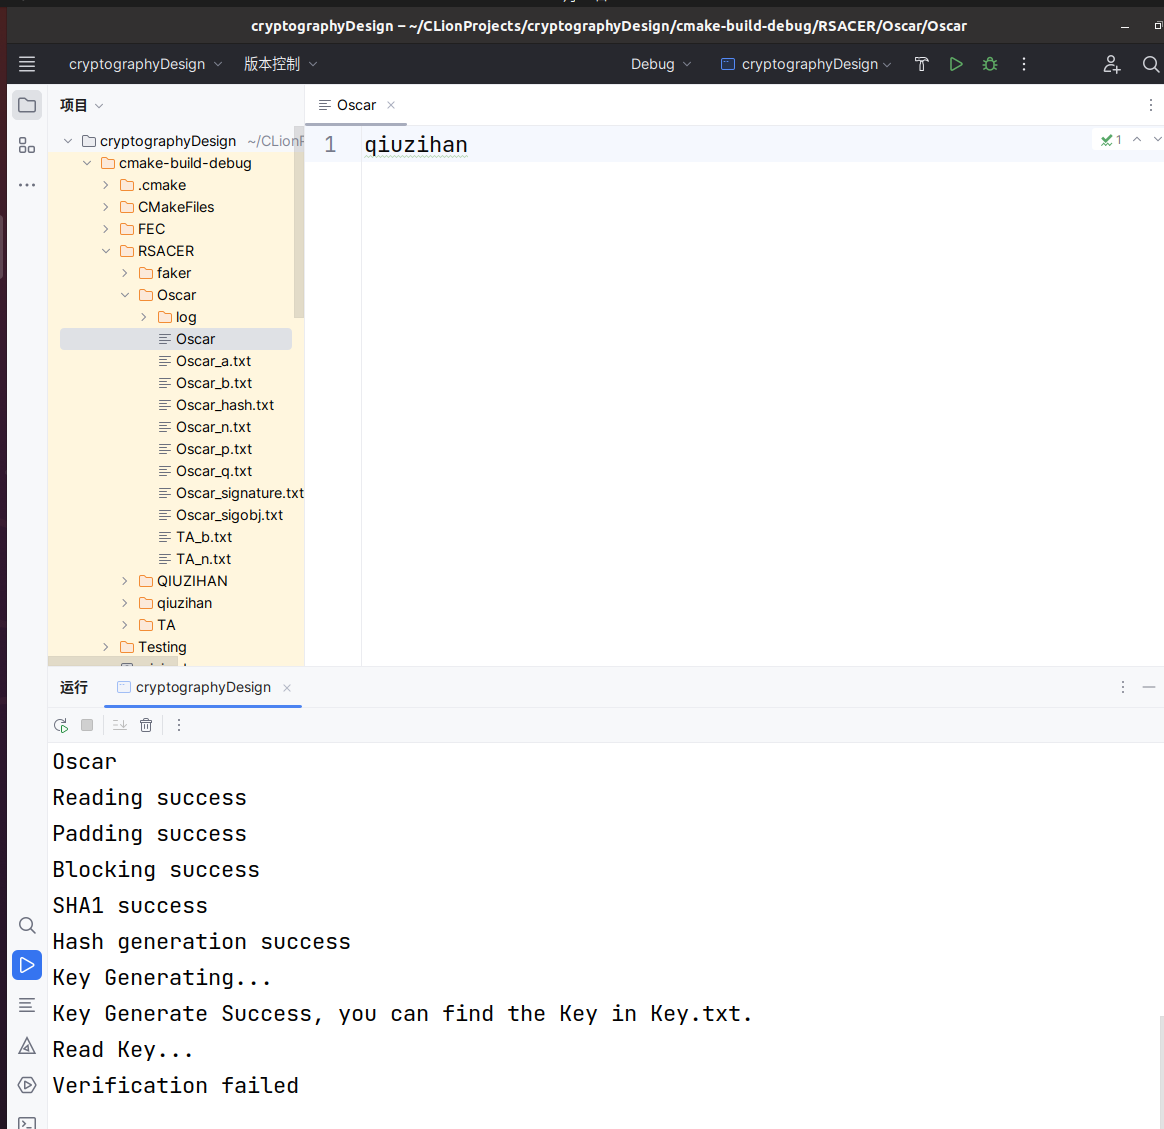 cryptographyDesign – ~/CLionProjects/cryptographyDesign/cmake-build-debug/RSACER/Oscar/Oscar
cryptographyDesign 版本控制 Debug cryptographyDesign
项目 Oscar
cryptographyDesign ~/CLionP
1 qiuzihan 1
cmake-build-debug
.cmake
CMakeFiles
FEC
RSACER
faker
Oscar
log
Oscar
Oscar_a.txt
Oscar_b.txt
Oscar_hash.txt
Oscar_n.txt
Oscar_p.txt
Oscar_q.txt
Oscar_signature.txt
Oscar_sigobj.txt
TA_b.txt
TA_n.txt
QIUZIHAN
qiuzihan
TA
Testing
运行 cryptographyDesign
Oscar
Reading success
Padding success
Blocking success
SHA1 success
Hash generation success
Key Generating...
Key Generate Success, you can find the Key in Key.txt.
Read Key...
Verification failed